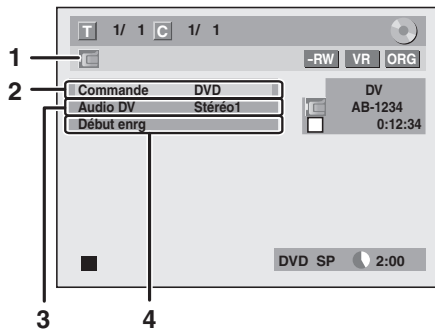 T 1/ 1 C 1/ 1
1
-RW VR ORG
2
Commande DVD
DV
Audio DV Stéréo1
AB-1234
Début enrg
0:12:34
DVD SP 2:00
3 4